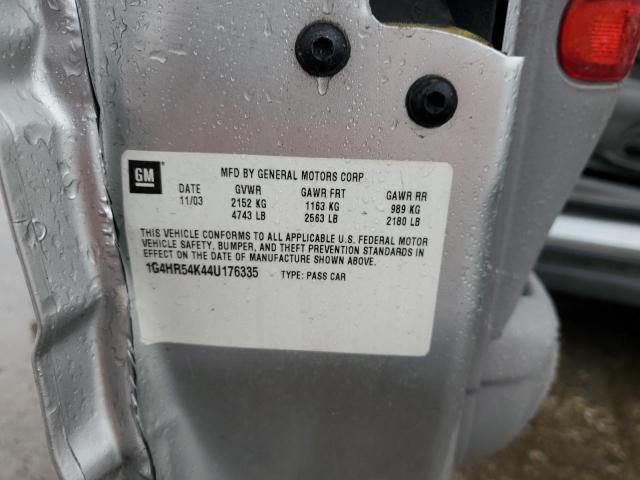 GM
MFD BY GENERAL MOTORS CORP
DATE GVWR GAWR FRT GAWR RR
11/03 2152 KG 1163 KG 989 KG
4743 LB 2563 LB 2180 LB
THIS VEHICLE CONFORMS TO ALL APPLICABLE U.S. FEDERAL MOTOR
VEHICLE SAFETY, BUMPER, AND THEFT PREVENTION STANDARDS IN
EFFECT ON THE DATE OF MANUFACTURE SHOWN ABOVE.
1G4HR54K44U176335 TYPE: PASS CAR